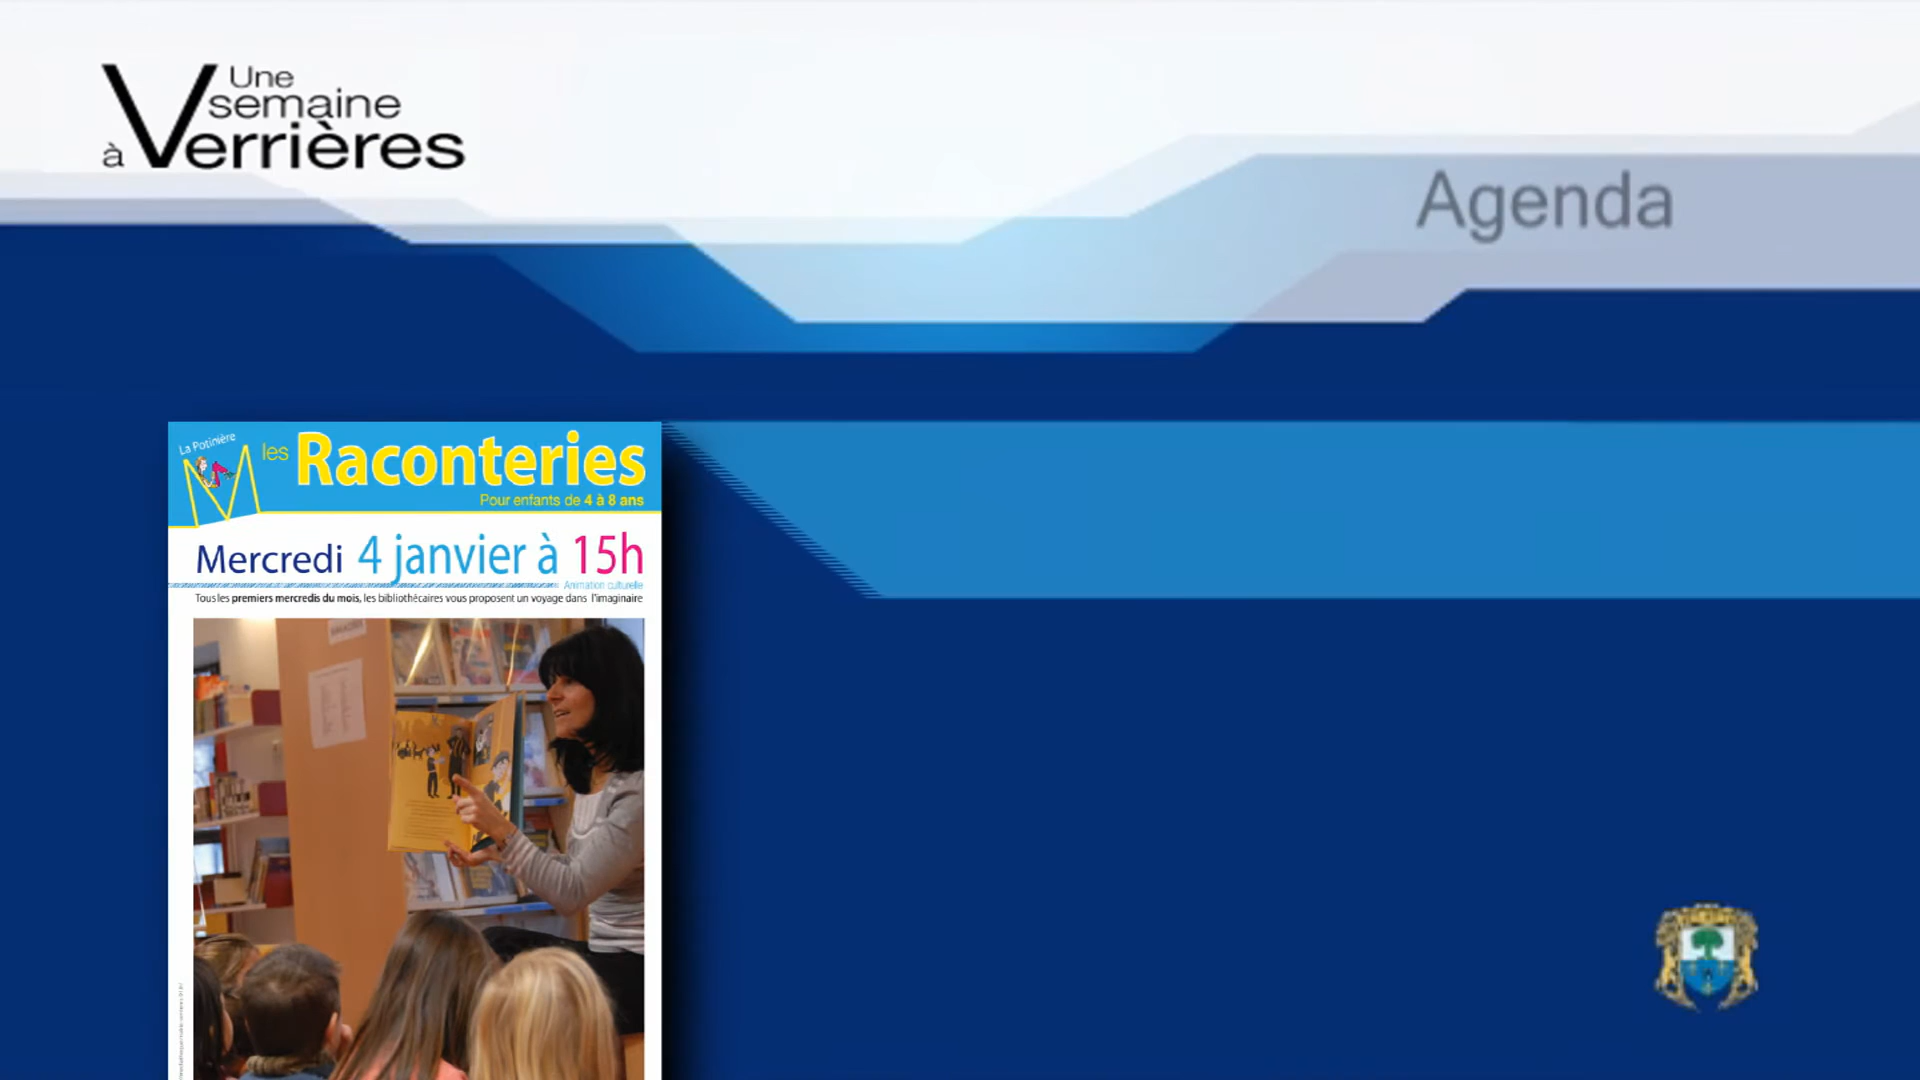 Une
semaine
à Verrières
Agenda
La Potinière
les Raconteries
Pour enfants de 4 à 8 ans
Mercredi 4 janvier à 15h
Animation culturelle
Tous les premiers mercredis du mois, les bibliothécaires vous proposent un voyage dans l'imaginaire